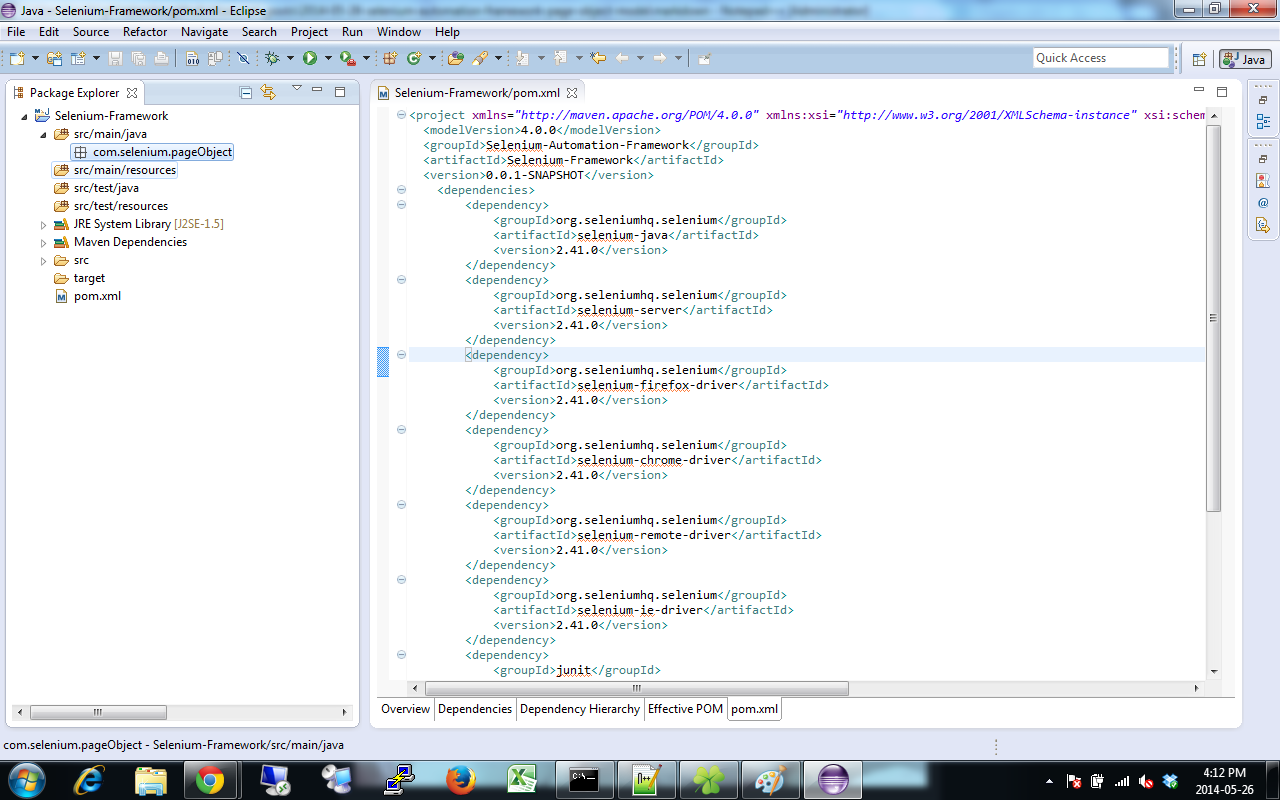 Java - Selenium-Framework/pom.xml - Eclipse
File Edit Source Refactor Navigate Search Project Run Window Help
Quick Access
Java
Package Explorer
Selenium-Framework
src/main/java
com.selenium.pageObject
src/main/resources
src/test/java
src/test/resources
JRE System Library [J2SE-1.5]
Maven Dependencies
src
target
pom.xml
Selenium-Framework/pom.xml
<project xmlns="http://maven.apache.org/POM/4.0.0" xmlns:xsi="http://www.w3.org/2001/XMLSchema-instance" xsi:schem
<modelVersion>4.0.0</modelVersion>
<groupId>Selenium-Automation-Framework</groupId>
<artifactId>Selenium-Framework</artifactId>
<version>0.0.1-SNAPSHOT</version>
<dependencies>
<dependency>
<groupId>org.seleniumhq.selenium</groupId>
<artifactId>selenium-java</artifactId>
<version>2.41.0</version>
</dependency>
<dependency>
<groupId>org.seleniumhq.selenium</groupId>
<artifactId>selenium-server</artifactId>
<version>2.41.0</version>
</dependency>
<dependency>
<groupId>org.seleniumhq.selenium</groupId>
<artifactId>selenium-firefox-driver</artifactId>
<version>2.41.0</version>
</dependency>
<dependency>
<groupId>org.seleniumhq.selenium</groupId>
<artifactId>selenium-chrome-driver</artifactId>
<version>2.41.0</version>
</dependency>
<dependency>
<groupId>org.seleniumhq.selenium</groupId>
<artifactId>selenium-remote-driver</artifactId>
<version>2.41.0</version>
</dependency>
<dependency>
<groupId>org.seleniumhq.selenium</groupId>
<artifactId>selenium-ie-driver</artifactId>
<version>2.41.0</version>
</dependency>
<dependency>
<groupId>junit</groupId>
Overview Dependencies Dependency Hierarchy Effective POM pom.xml
com.selenium.pageObject - Selenium-Framework/src/main/java
4:12 PM
2014-05-26